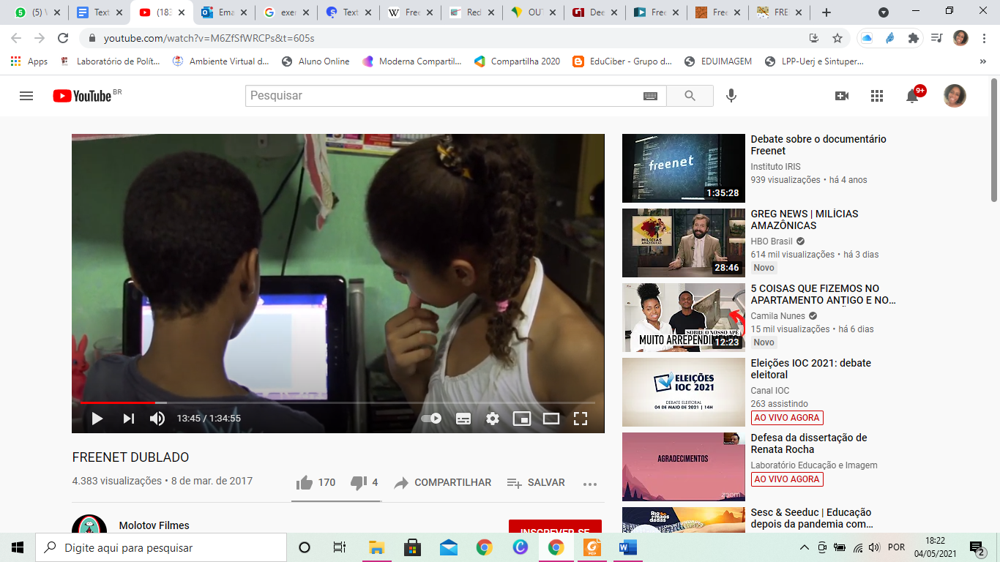 (5) V
Text
(183
Ema
exer
Text
Free
Red
OUT
Dee
Free
Free
FRE
youtube.com/watch?v=M6ZfSfWRCPs&t=605s
Apps
Laboratório de Polít...
Ambiente Virtual d...
Aluno Online
Moderna Compartil...
Compartilha 2020
EduCiber - Grupo d...
EDUIMAGEM
LPP-Uerj e Sintuper...
»
YouTube BR
Pesquisar
9+
13:45 / 1:34:55
FREENET DUBLADO
4.383 visualizações • 8 de mar. de 2017
170
4
COMPARTILHAR
SALVAR
Molotov Filmes
INSCREVER-SE
freenet
1:35:28
Debate sobre o documentário
Freenet
Instituto IRIS
939 visualizações • há 4 anos
MILÍCIAS
AMAZÔNICAS
28:46
GREG NEWS | MILÍCIAS
AMAZÔNICAS
HBO Brasil
614 mil visualizações • há 3 dias
Novo
SOBRE O NOSSO APÊ
MUITO ARREPENDIMENTO
12:23
5 COISAS QUE FIZEMOS NO
APARTAMENTO ANTIGO E NO...
Camila Nunes
15 mil visualizações • há 6 dias
Novo
ELEIÇÕES
IOC 2021
DEBATE ELEITORAL
04 DE MAIO DE 2021 | 14H
Eleições IOC 2021: debate
eleitoral
Canal IOC
263 assistindo
AO VIVO AGORA
AGRADECIMENTOS
zoom
Defesa da dissertação de
Renata Rocha
Laboratório Educação e Imagem
AO VIVO AGORA
Sesc & Seeduc | Educação
depois da pandemia com...
Digite aqui para pesquisar
POR
18:22
04/05/2021
2